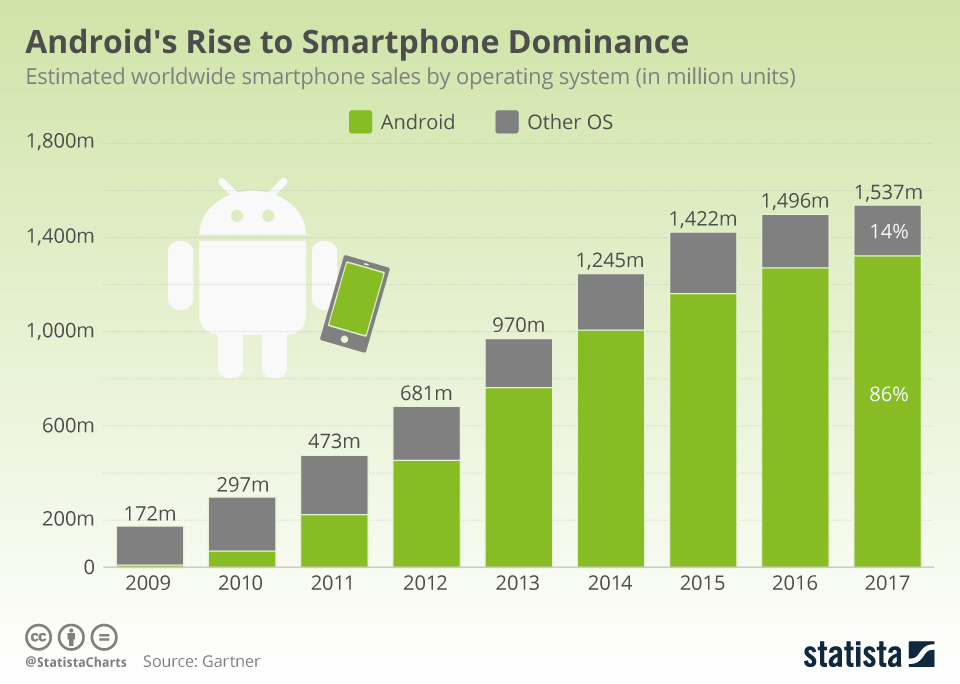 Android's Rise to Smartphone Dominance
Estimated worldwide smartphone sales by operating system (in million units)
Android Other OS
1,800m
1,400m
1,000m
600m
200m
0
172m
297m
473m
681m
970m
1,245m
1,422m
1,496m
1,537m
14%
86%
2009 2010 2011 2012 2013 2014 2015 2016 2017
cc
@StatistaCharts Source: Gartner
statista